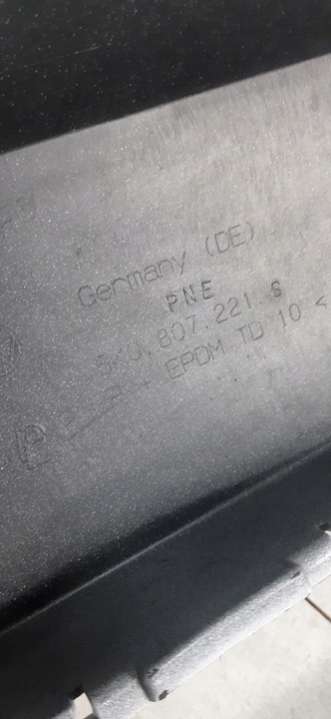 Germany (DE)
PNE
807.221 S
EPDM TD 10 <